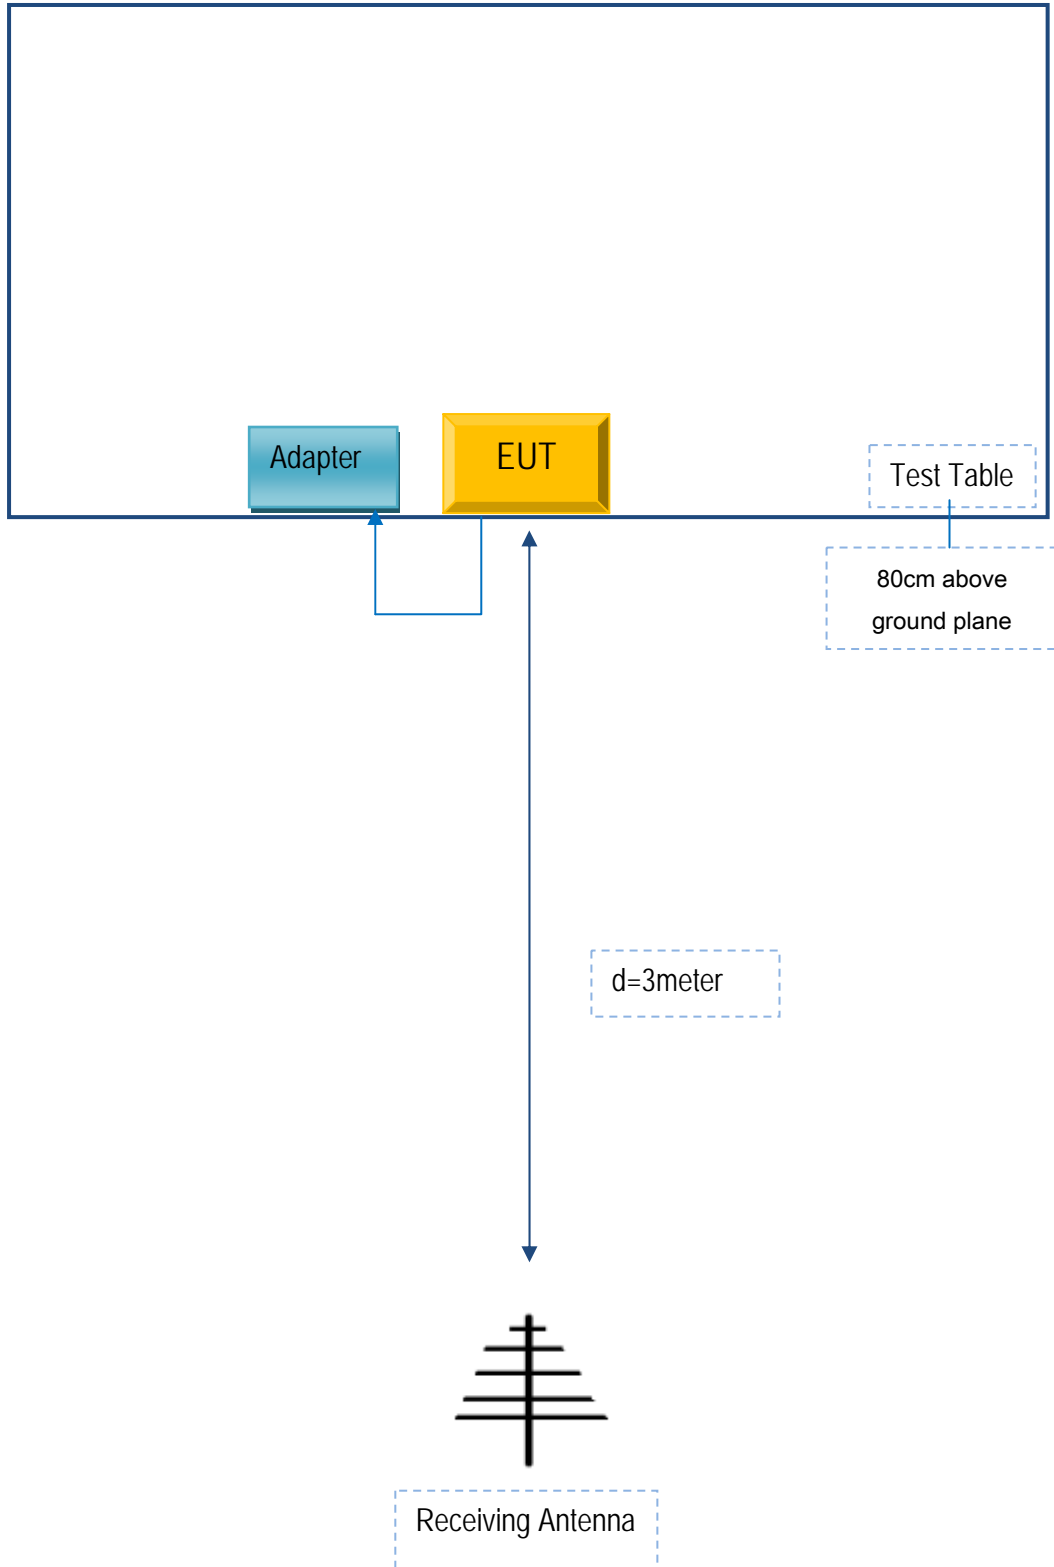 Adapter
EUT
Test Table
80cm above
ground plane
d=3meter
Receiving Antenna